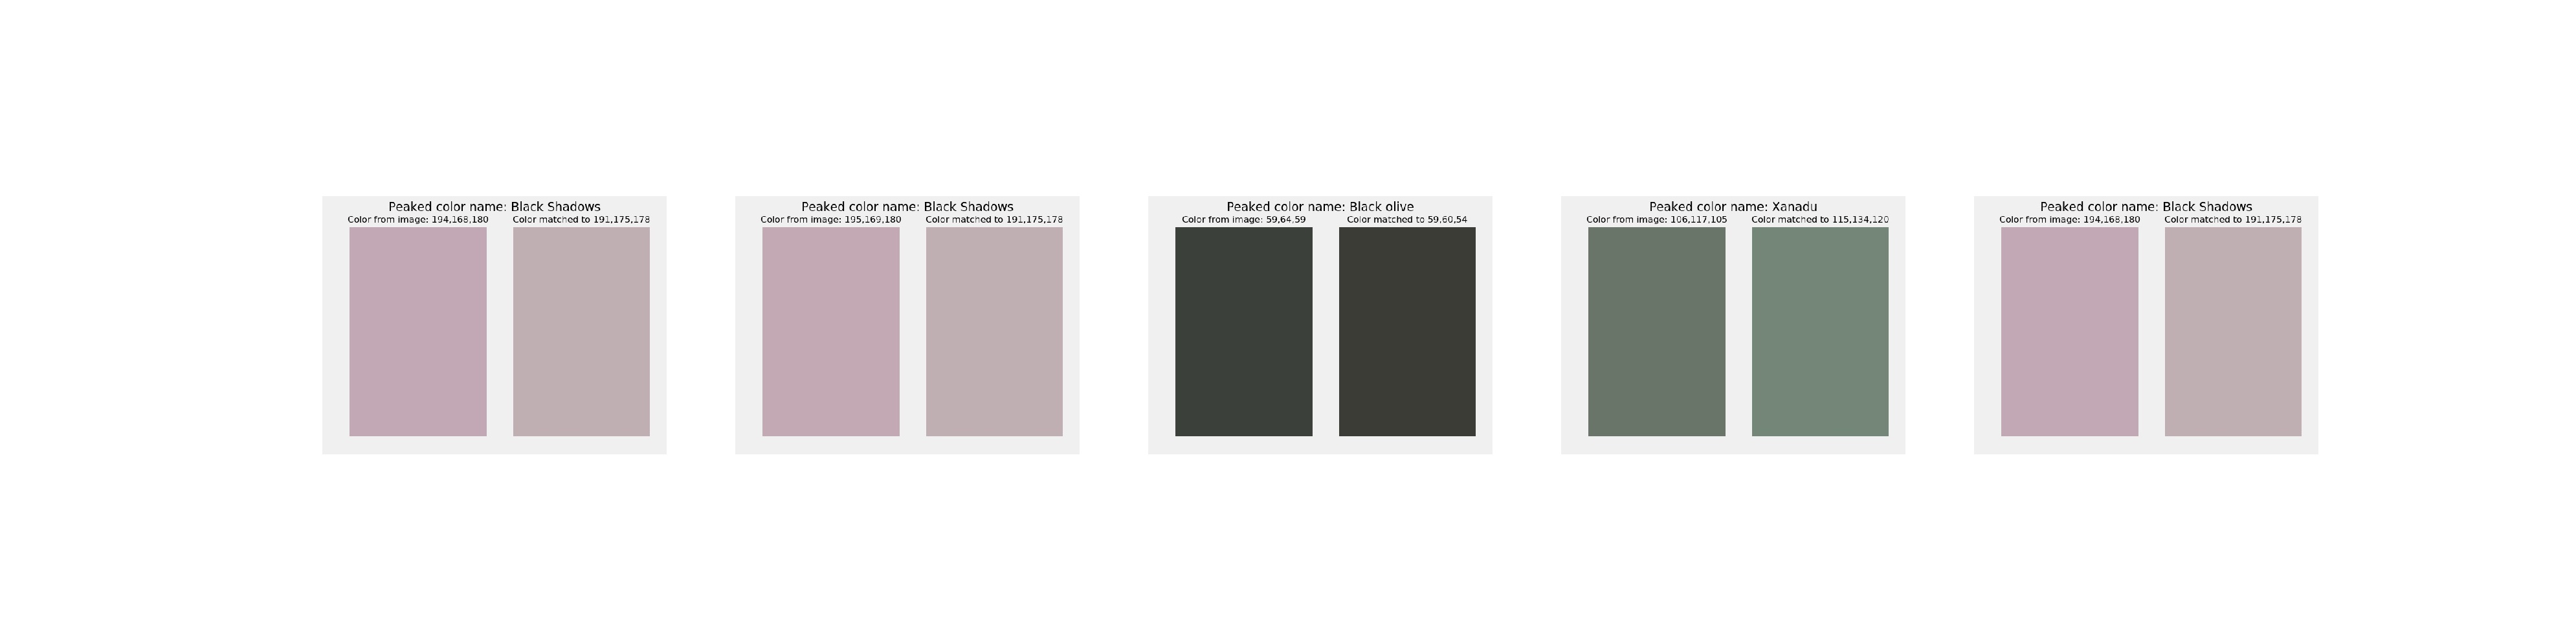 Peaked color name: Black Shadows
Color from image: 194,168,180
Color matched to 191,175,178
Peaked color name: Black Shadows
Color from image: 195,169,180
Color matched to 191,175,178
Peaked color name: Black olive
Color from image: 59,64,59
Color matched to 59,60,54
Peaked color name: Xanadu
Color from image: 106,117,105
Color matched to 115,134,120
Peaked color name: Black Shadows
Color from image: 194,168,180
Color matched to 191,175,178